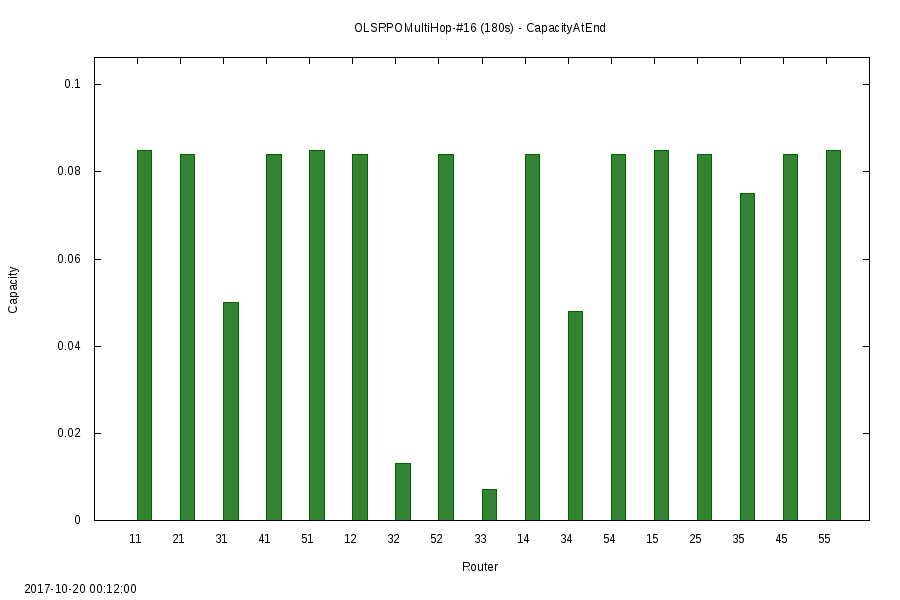 OLSRPOMultiHop-#16 (180s) - CapacityAtEnd
0.1
0.08
0.06
0.04
0.02
0
Capacity
11 21 31 41 51 12 32 52 33 14 34 54 15 25 35 45 55
Router
2017-10-20 00:12:00